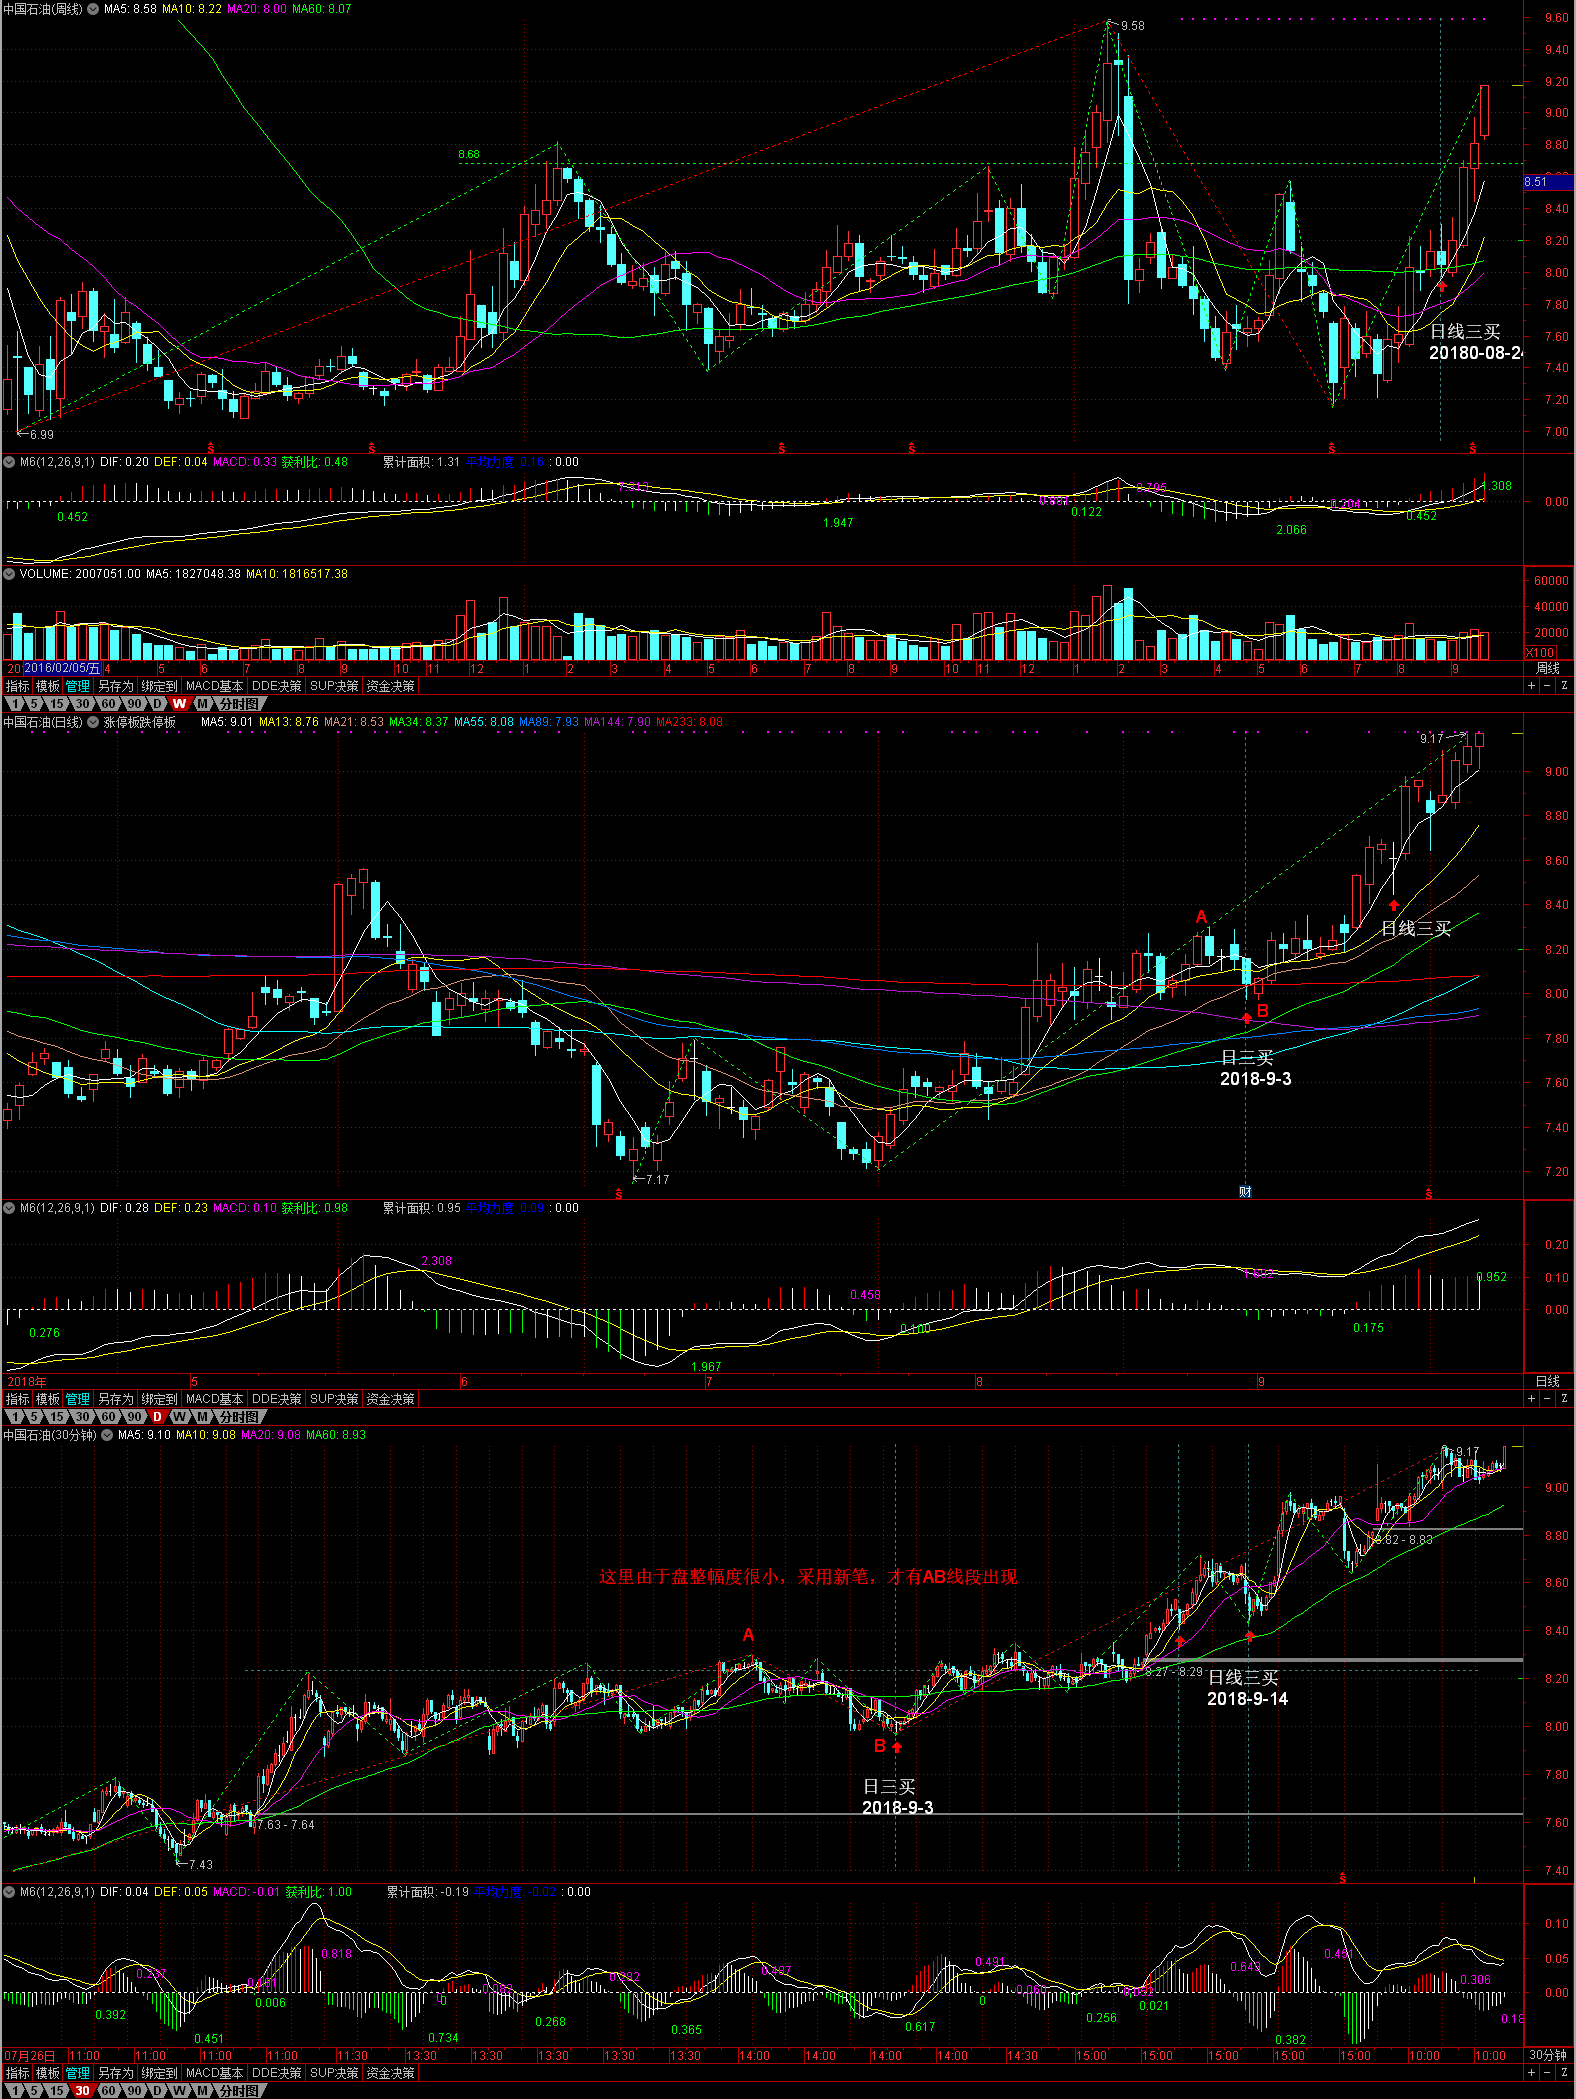 中国石油(周线) MA5: 8.58 MA10: 8.22 MA20: 8.00 MA60: 8.07
9.60
9.58
9.40
9.20
9.00
8.80
8.68
8.51
8.40
8.20
8.00
7.80
7.60
日线三买
20180-08-24
7.40
7.20
7.00
6.99
M6(12,26,9,1) DIF: 0.20 DEF: 0.04 MACD: 0.33 获利比: 0.48 累计面积: 1.31 平均力度: 0.16 : 0.00
0.452 1.947 0.122 2.066 0.452
0.00
VOLUME: 2007051.00 MA5: 1827048.38 MA10: 1816517.38
60000
40000
20000
X100
2016/02/05/五 4 5 6 7 8 9 10 11 12 1 2 3 4 5 6 7 8 9 10 11 12 1 2 3 4 5 6 7 8 9 周线
指标 模板 管理 另存为 绑定到 MACD基本 DDE决策 SUP决策 资金决策 + - Z
1 5 15 30 60 90 D W M 分时图
中国石油(日线) 涨停板跌停板 MA5: 9.01 MA13: 8.76 MA21: 8.53 MA34: 8.37 MA55: 8.08 MA89: 7.93 MA144: 7.90 MA233: 8.08
9.17
9.00
8.80
8.60
8.40
A
日线三买
8.20
8.00
B
7.80
日三买
2018-9-3
7.60
7.40
7.20
7.17
财
M6(12,26,9,1) DIF: 0.28 DEF: 0.23 MACD: 0.10 获利比: 0.98 累计面积: 0.95 平均力度: 0.09 : 0.00
0.20
2.308
0.10
0.952
0.458
0.00
0.276 0.100 0.175
1.967
2018年 5 6 7 8 9 日线
指标 模板 管理 另存为 绑定到 MACD基本 DDE决策 SUP决策 资金决策 + - Z
1 5 15 30 60 90 D W M 分时图
中国石油(30分钟) MA5: 9.10 MA10: 9.08 MA20: 9.08 MA60: 8.93
9.17
9.00
8.80
8.82 - 8.83
这里由于盘整幅度很小，采用新笔，才有AB线段出现
8.60
8.40
A
8.27 - 8.29
日线三买
2018-9-14
8.20
8.00
B
日三买
2018-9-3
7.80
7.63 - 7.64
7.60
7.43
7.40
M6(12,26,9,1) DIF: 0.04 DEF: 0.05 MACD: -0.01 获利比: 1.00 累计面积: -0.19 平均力度: -0.02 : 0.00
0.10
0.818
0.05
0.491 0.306
0.00
0.392 0.006 0 0.268 0.365 0.617 0 0.256 0.021 0.382
0.451 0.734
07月26日 11:00 11:00 11:00 11:00 11:30 13:30 13:30 13:30 13:30 13:30 14:00 14:00 14:00 14:00 14:30 15:00 15:00 15:00 15:00 15:00 10:00 10:00 30分钟
指标 模板 管理 另存为 绑定到 MACD基本 DDE决策 SUP决策 资金决策 + - Z
1 5 15 30 60 90 D W M 分时图